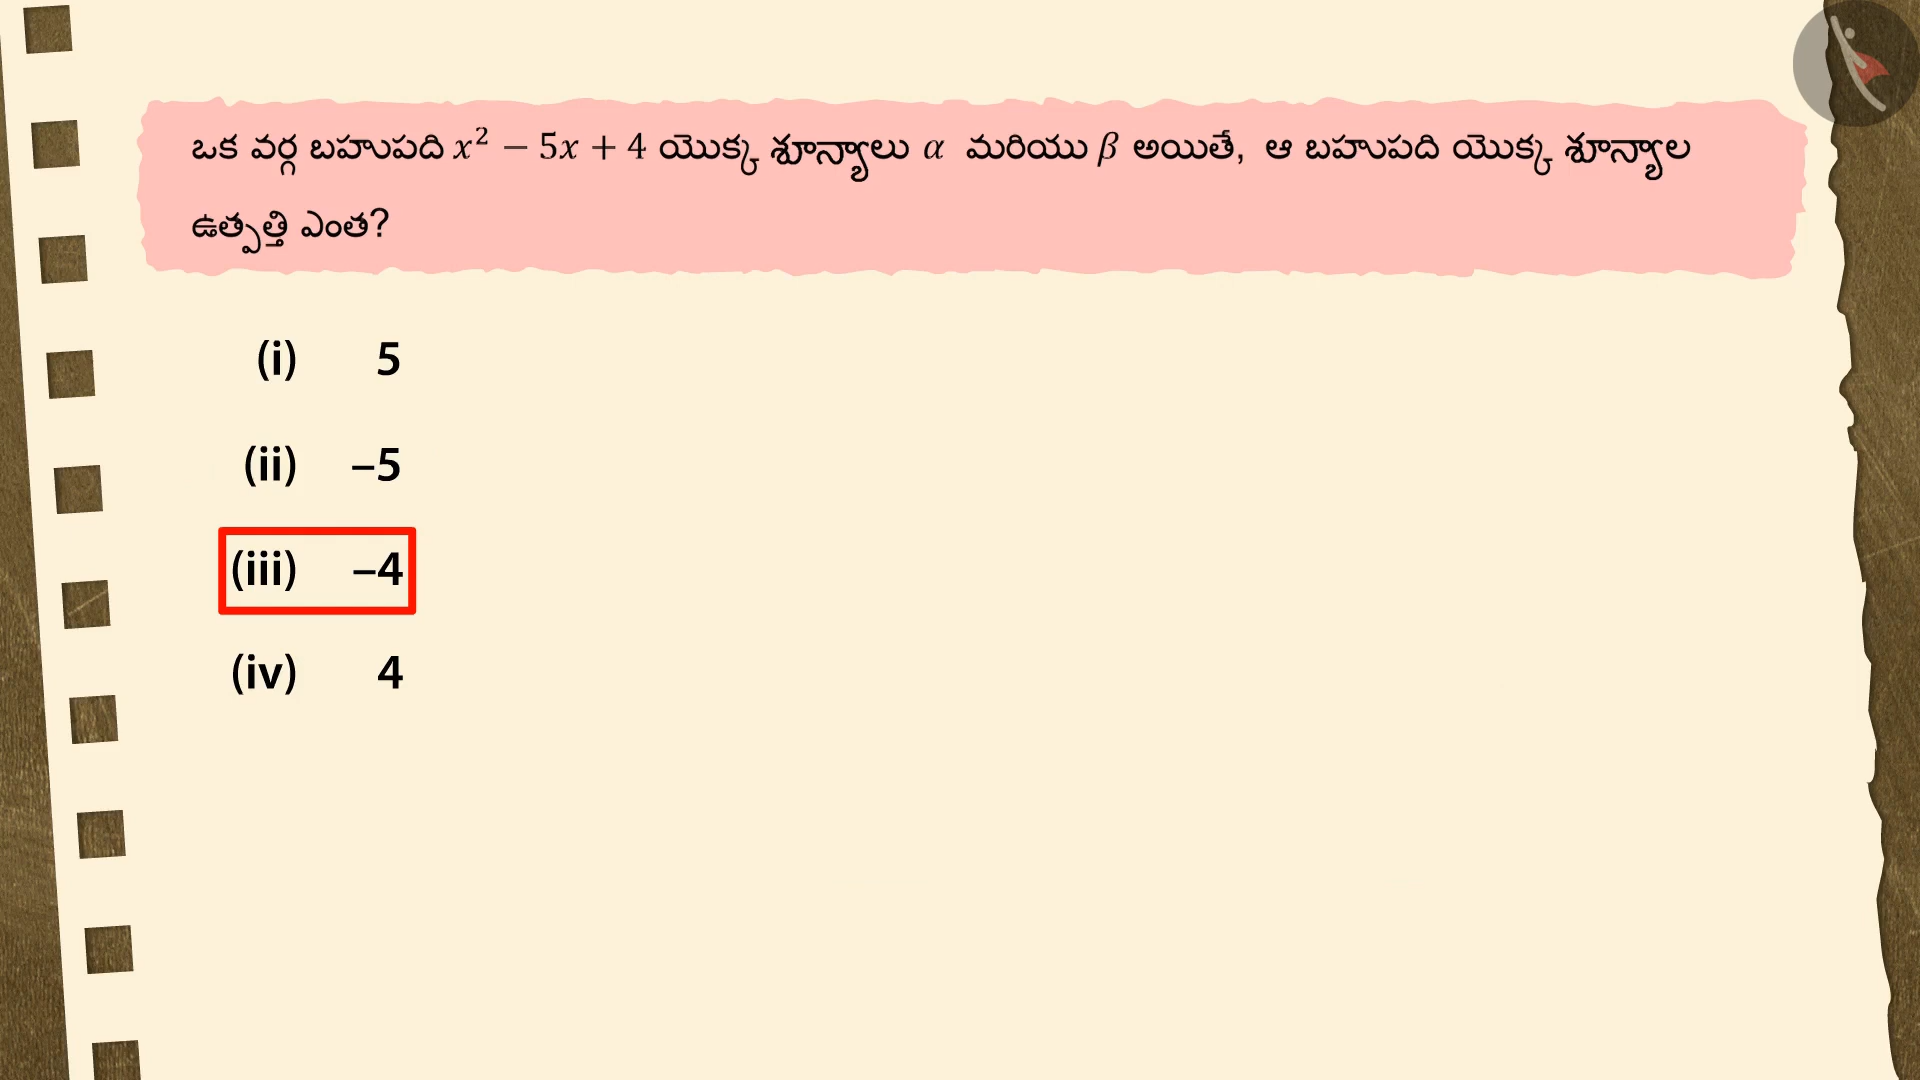 ఒక వర్గ బహుపది x² − 5x + 4 యొక్క శూన్యాలు α మరియు β అయితే, ఆ బహుపది యొక్క శూన్యాల
ఉత్పత్తి ఎంత?
(i) 5
(ii) –5
(iii) –4
(iv) 4